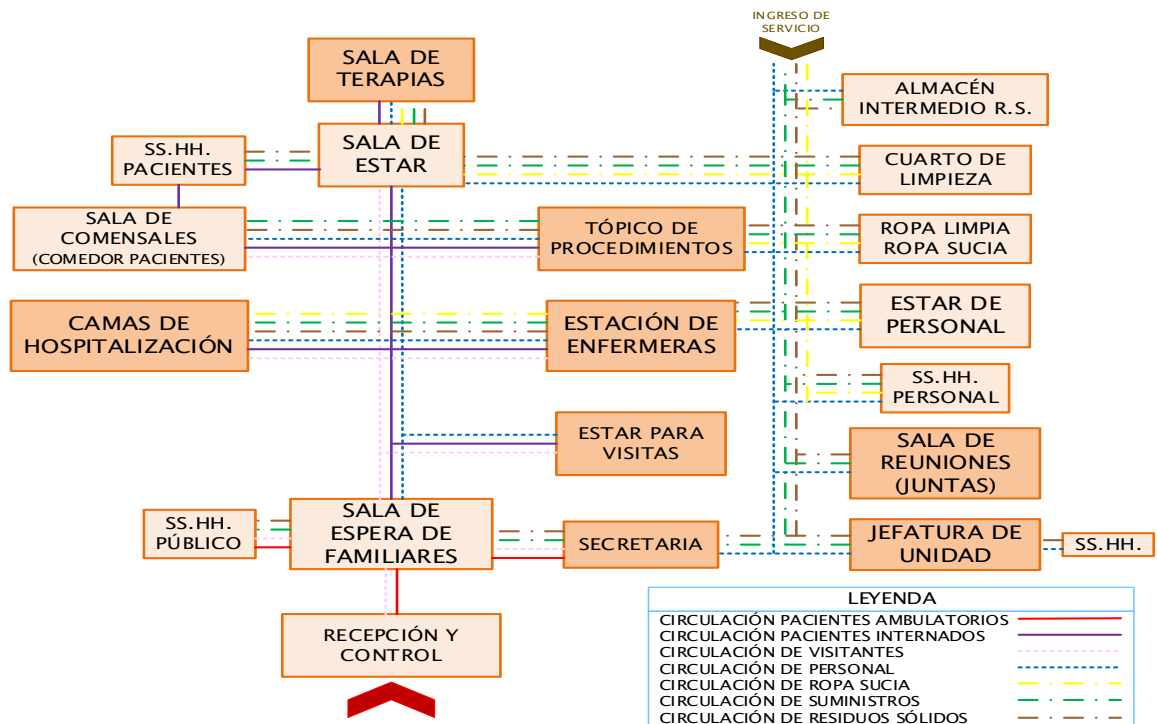 INGRESO DE
SERVICIO
SALA DE
TERAPIAS
ALMACÉN
INTERMEDIO R.S.
SS.HH.
PACIENTES
SALA DE
ESTAR
CUARTO DE
LIMPIEZA
SALA DE
COMENSALES
(COMEDOR PACIENTES)
TÓPICO DE
PROCEDIMIENTOS
ROPA LIMPIA
ROPA SUCIA
CAMAS DE
HOSPITALIZACIÓN
ESTACIÓN DE
ENFERMERAS
ESTAR DE
PERSONAL
SS.HH.
PERSONAL
ESTAR PARA
VISITAS
SALA DE
REUNIONES
(JUNTAS)
SS.HH.
PÚBLICO
SALA DE
ESPERA DE
FAMILIARES
SECRETARIA
JEFATURA DE
UNIDAD
SS.HH.
RECEPCIÓN Y
CONTROL
LEYENDA
CIRCULACIÓN PACIENTES AMBULATORIOS
CIRCULACIÓN PACIENTES INTERNADOS
CIRCULACIÓN DE VISITANTES
CIRCULACIÓN DE PERSONAL
CIRCULACIÓN DE ROPA SUCIA
CIRCULACIÓN DE SUMINISTROS
CIRCULACIÓN DE RESIDUOS SÓLIDOS